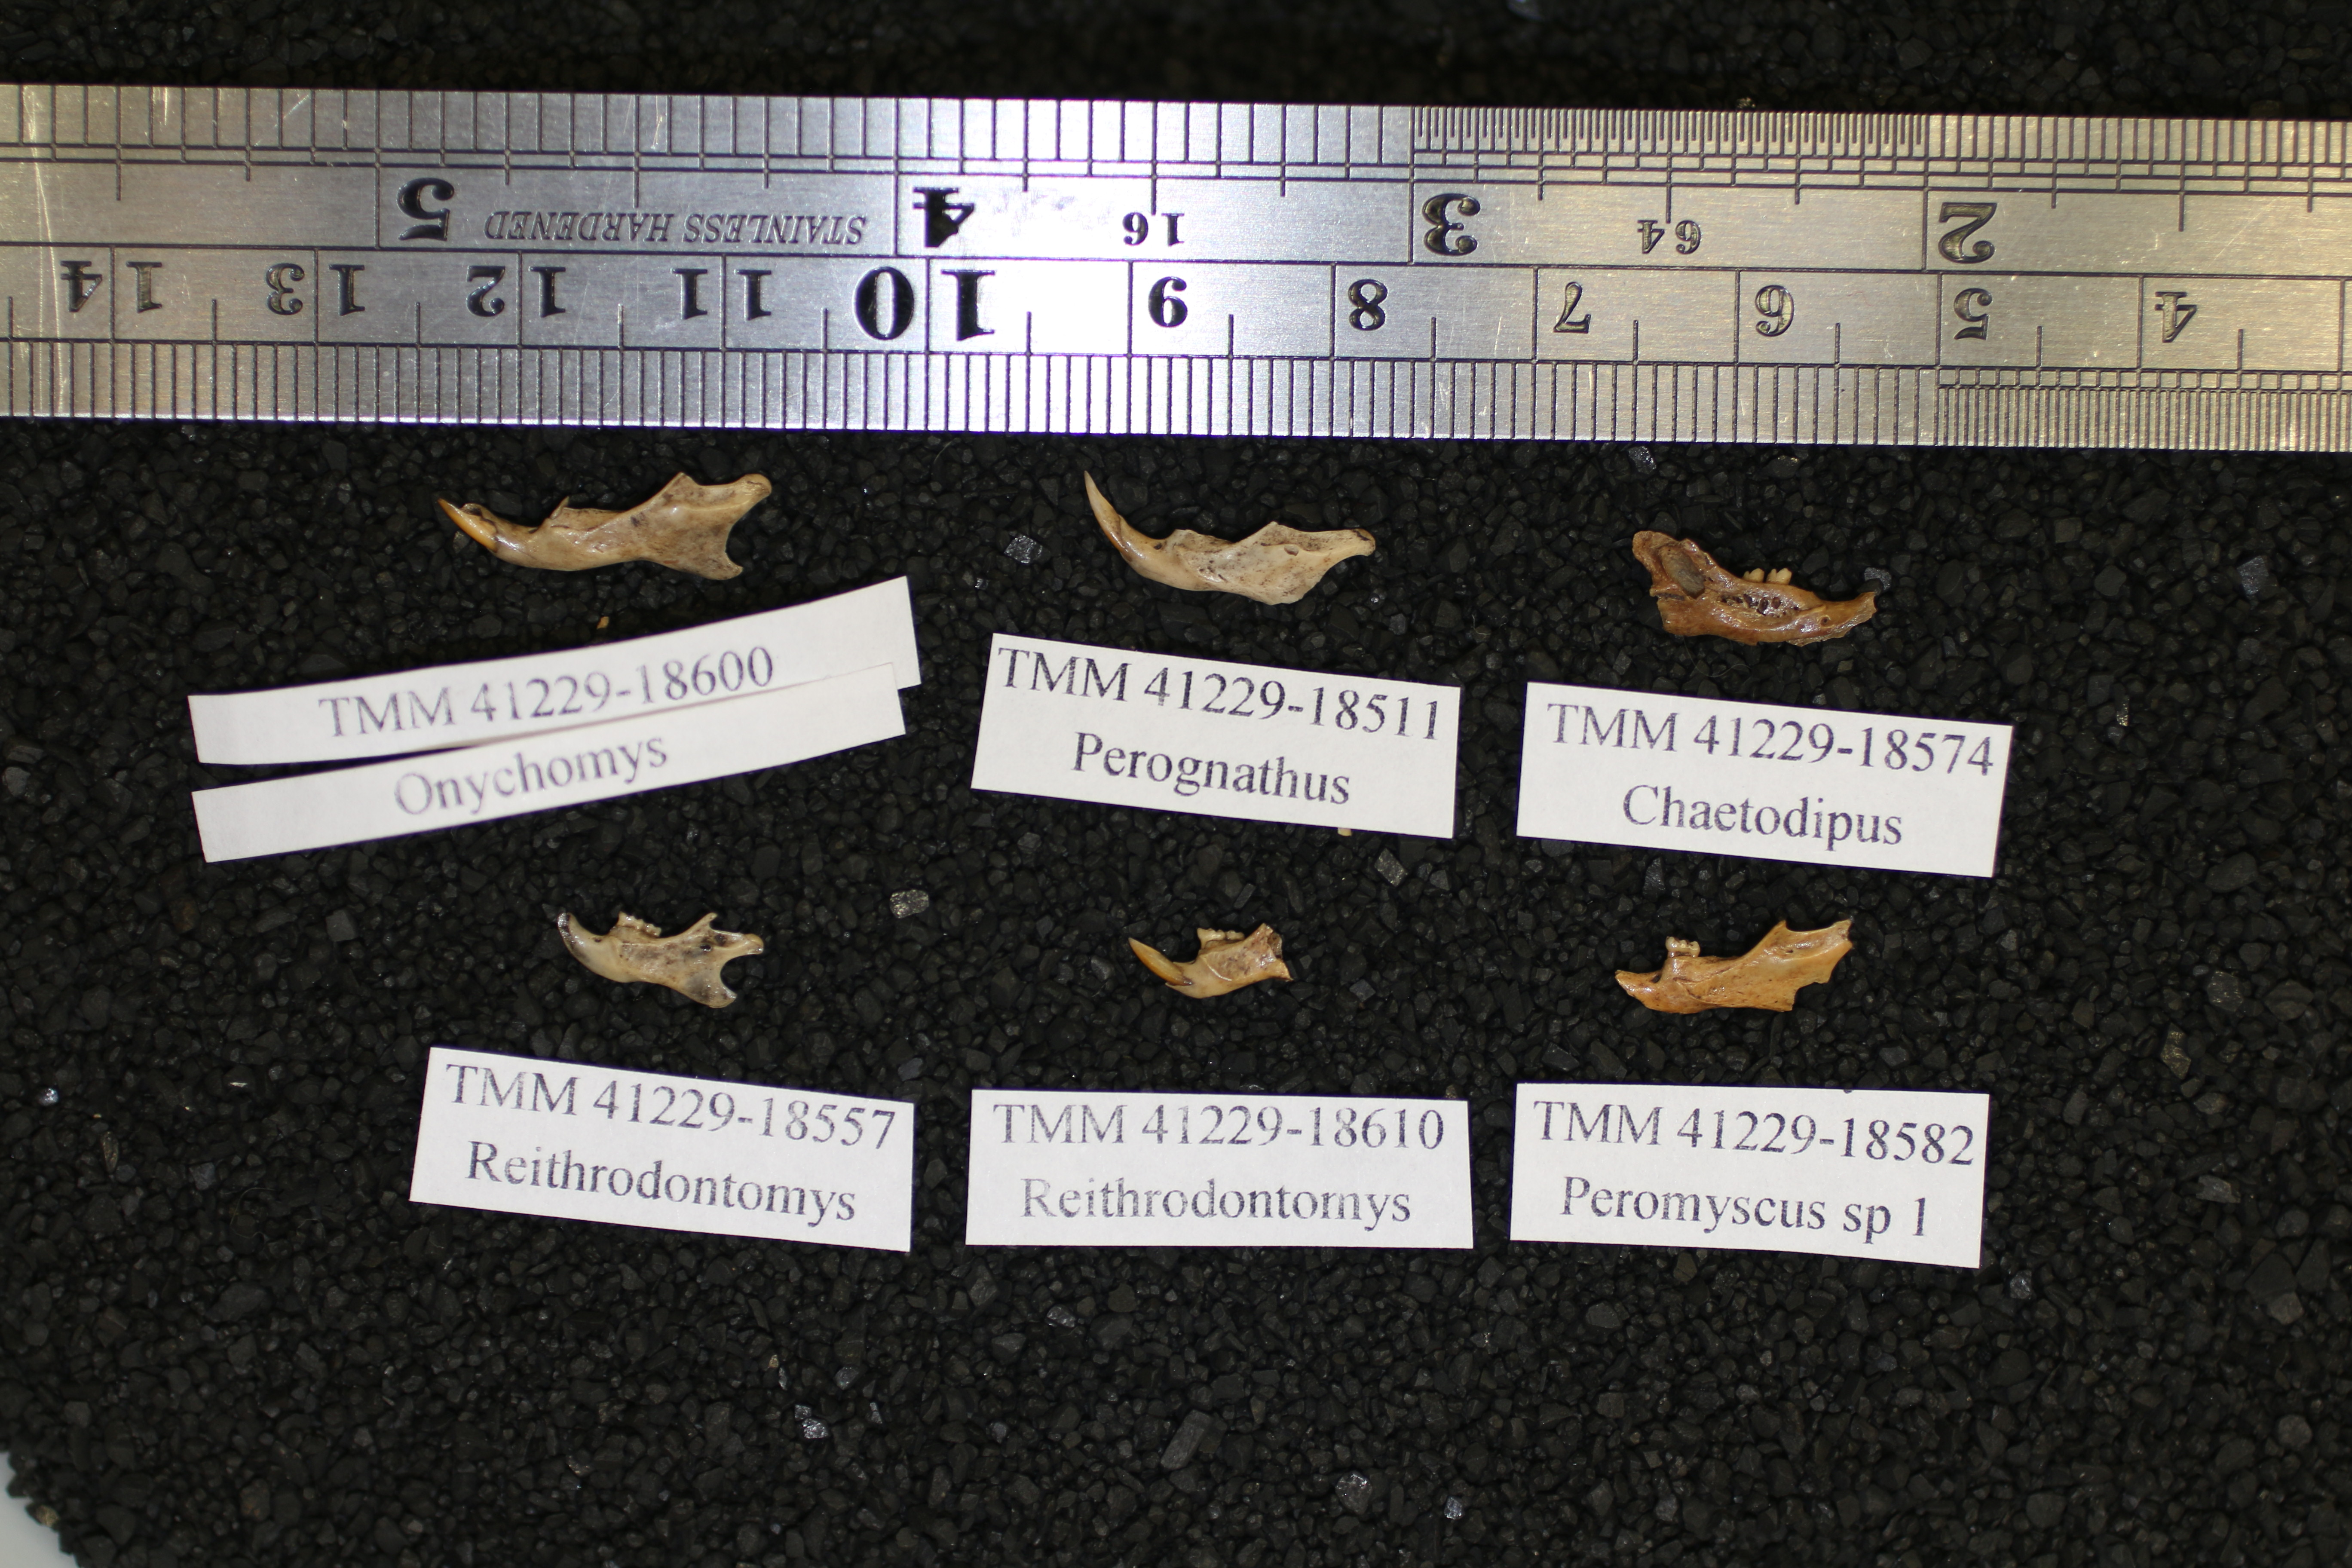 5 STAINLESS HARDENED 4 16 3 64 2
14 13 12 11 10 9 8 7 6 5 4
TMM 41229-18600
Onychomys
TMM 41229-18511
Perognathus
TMM 41229-18574
Chaetodipus
TMM 41229-18557
Reithrodontomys
TMM 41229-18610
Reithrodontomys
TMM 41229-18582
Peromyscus sp 1